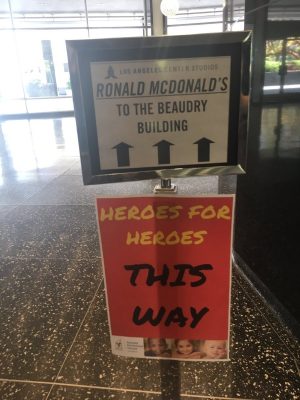 LOS ANGELES CENTER STUDIOS
RONALD MCDONALD'S
TO THE BEAUDRY
BUILDING
HEROES FOR
HEROES
THIS
WAY